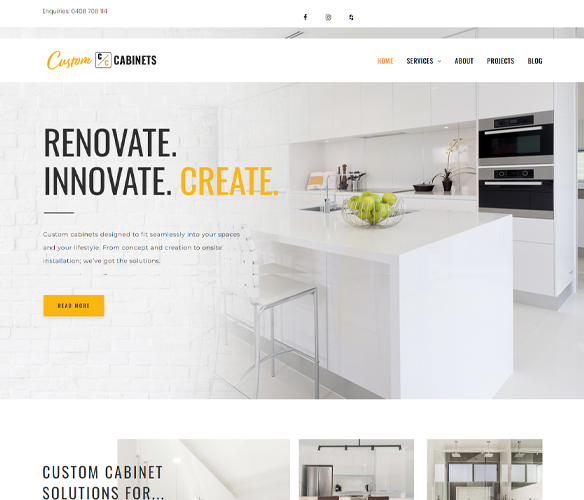 Enquiries: 0408 708 114
Custom C C CABINETS
HOME SERVICES ABOUT PROJECTS BLOG
RENOVATE.
INNOVATE. CREATE.
Custom cabinets designed to fit seamlessly into your spaces
and your lifestyle. From concept and creation to onsite
installation; we've got the solutions.
READ MORE
CUSTOM CABINET
SOLUTIONS FOR...